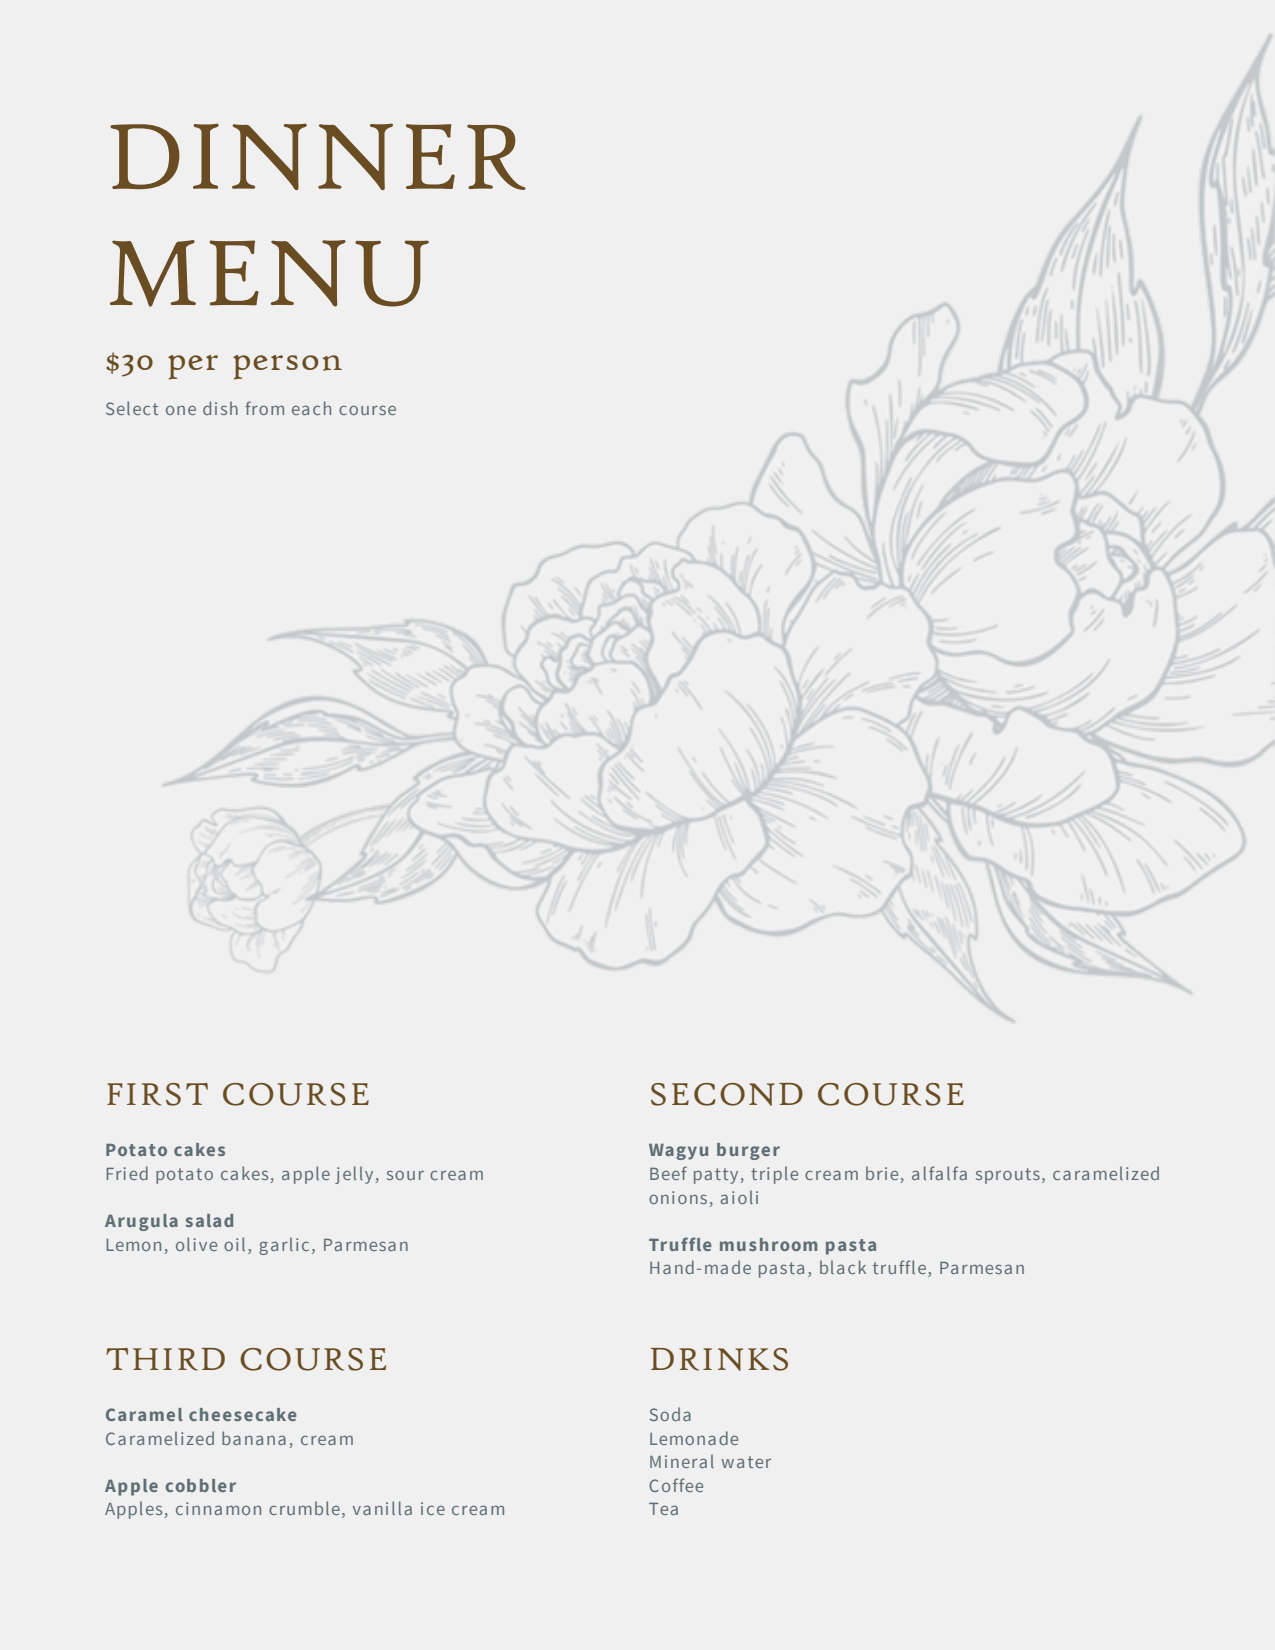 DINNER
MENU
$30 per person
Select one dish from each course
FIRST COURSE
Potato cakes
Fried potato cakes, apple jelly, sour cream
Arugula salad
Lemon, olive oil, garlic, Parmesan
SECOND COURSE
Wagyu burger
Beef patty, triple cream brie, alfalfa sprouts, caramelized
onions, aioli
Truffle mushroom pasta
Hand-made pasta, black truffle, Parmesan
THIRD COURSE
Caramel cheesecake
Caramelized banana, cream
Apple cobbler
Apples, cinnamon crumble, vanilla ice cream
DRINKS
Soda
Lemonade
Mineral water
Coffee
Tea